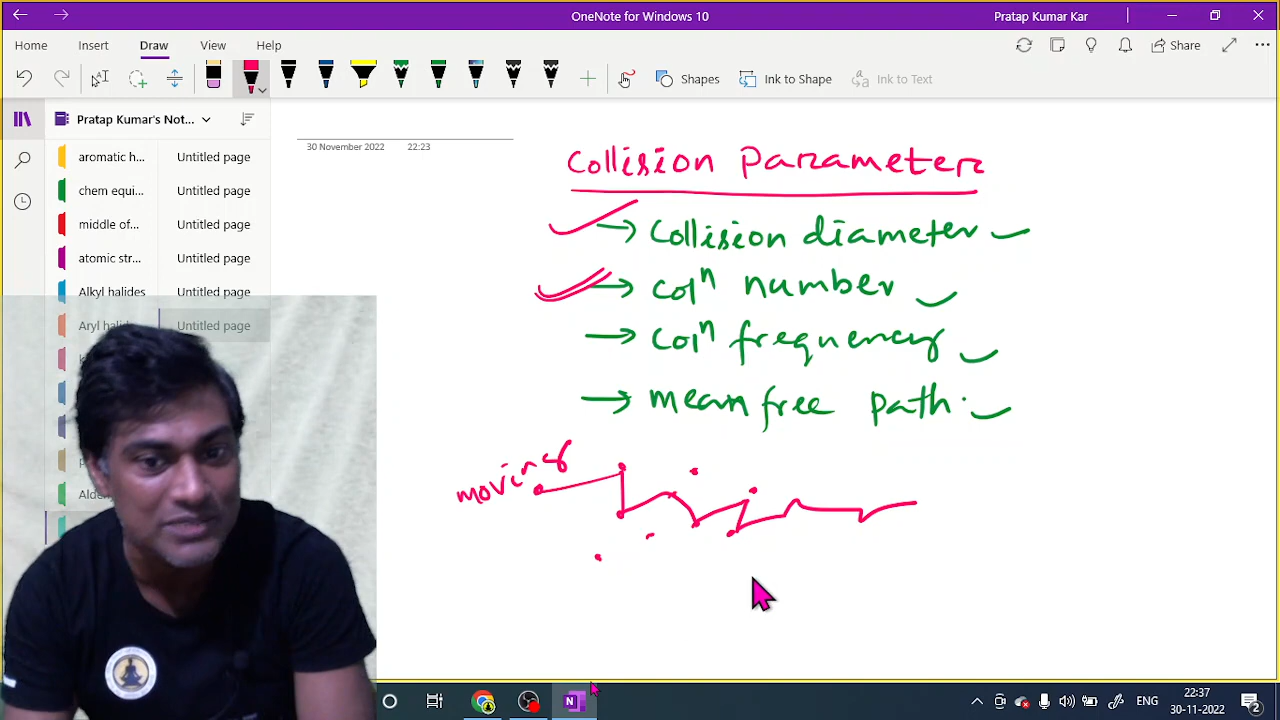 OneNote for Windows 10
Pratap Kumar Kar
Home Insert Draw View Help
Share
Shapes
Ink to Shape
Ink to Text
Pratap Kumar's Not...
aromatic h... Untitled page
chem equi... Untitled page
middle of... Untitled page
atomic str... Untitled page
Alkyl halides Untitled page
Aryl halid Untitled page
30 November 2022 22:23
Collision Parameter
→ Collision diameter
→ Colⁿ number
→ Colⁿ frequency
→ mean free path.
moving
ENG
22:37
30-11-2022
2